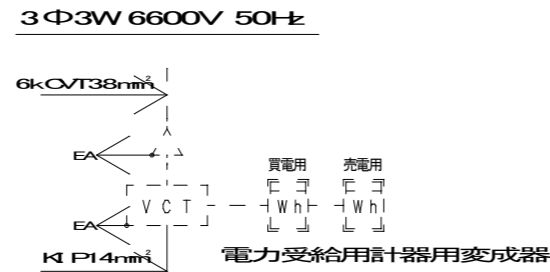 3Φ3W 6600V 50Hz
6kCVT38mm²
EA
買電用 売電用
VCT Wh Wh
EA
電力受給用計器用変成器
KIP14mm²